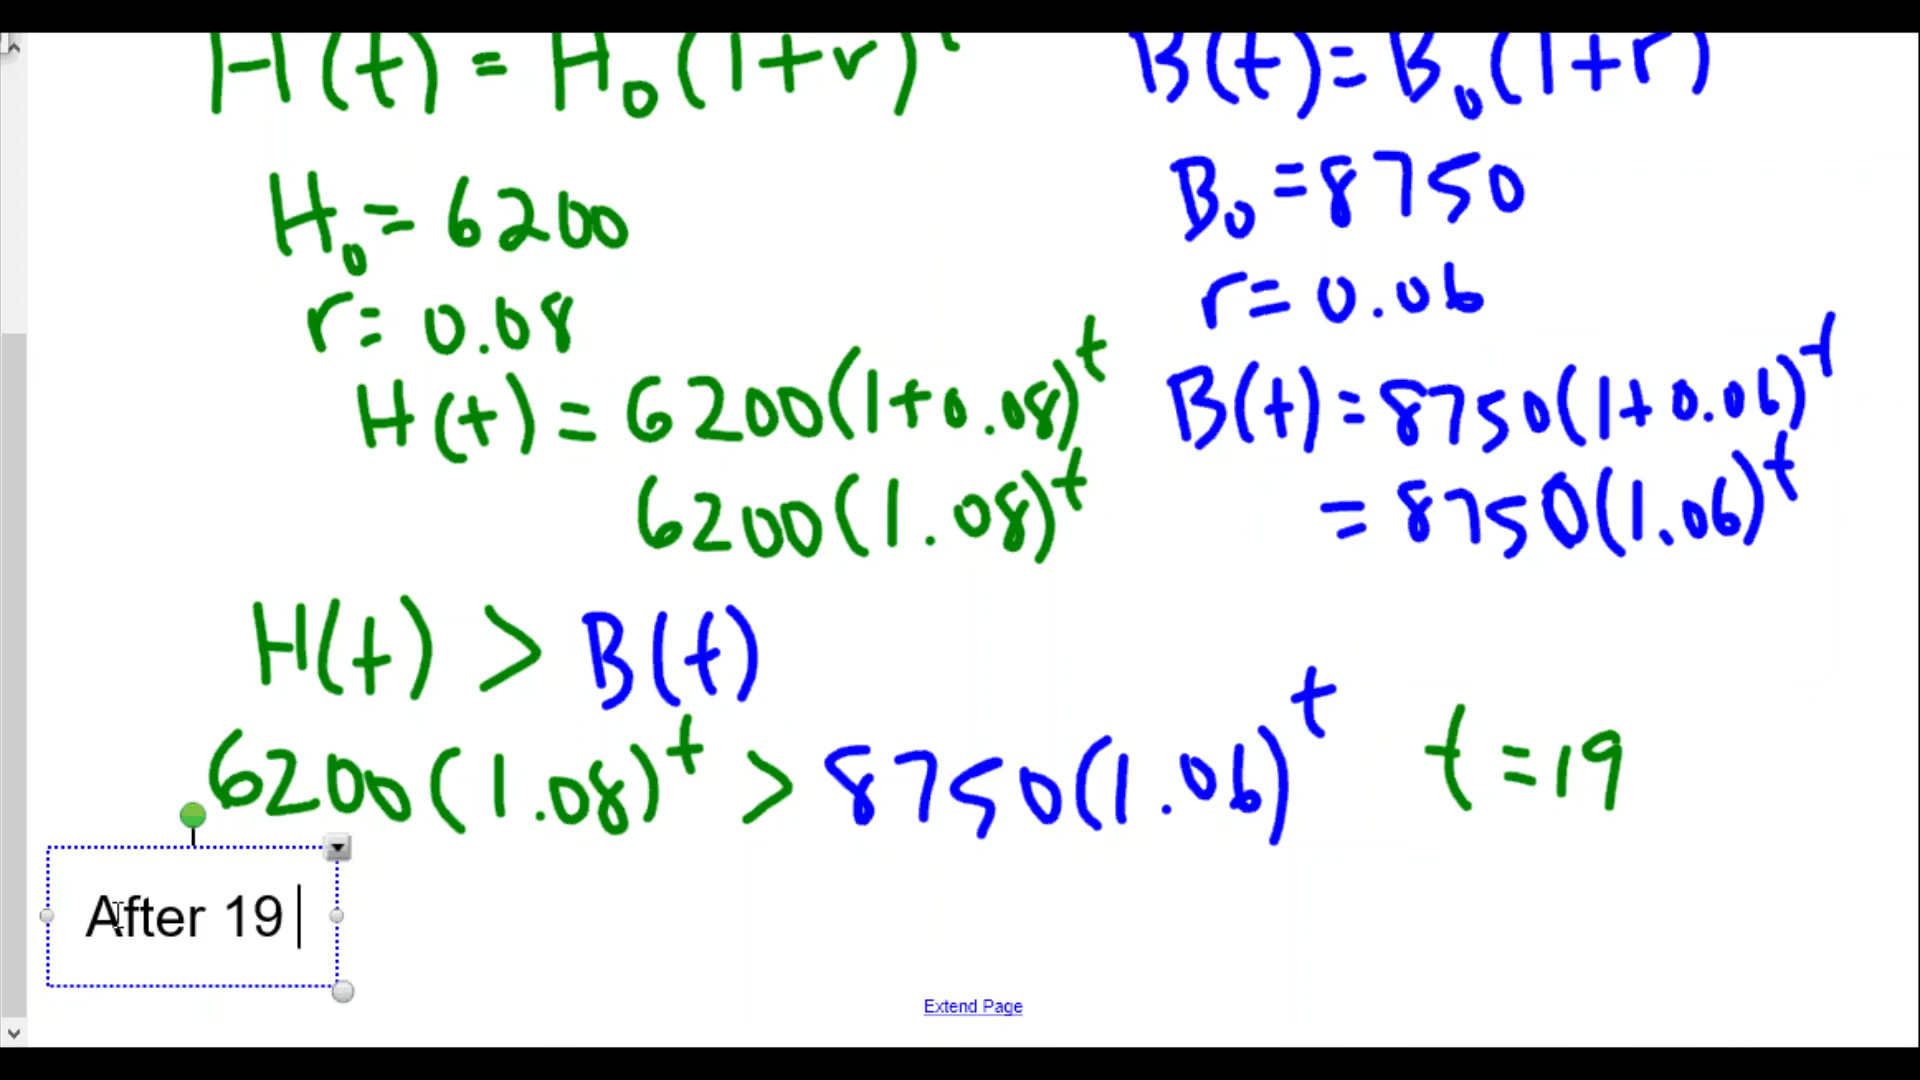 H(t) = H₀(1+r)ᵗ
B(t) = B₀(1+r)
H₀ = 6200
B₀ = 8750
r = 0.08
r = 0.06
H(t) = 6200(1+0.08)ᵗ
B(t) = 8750(1+0.06)ᵗ
6200(1.08)ᵗ
= 8750(1.06)ᵗ
H(t) > B(t)
6200(1.08)ᵗ > 8750(1.06)ᵗ
t = 19
After 19
Extend Page